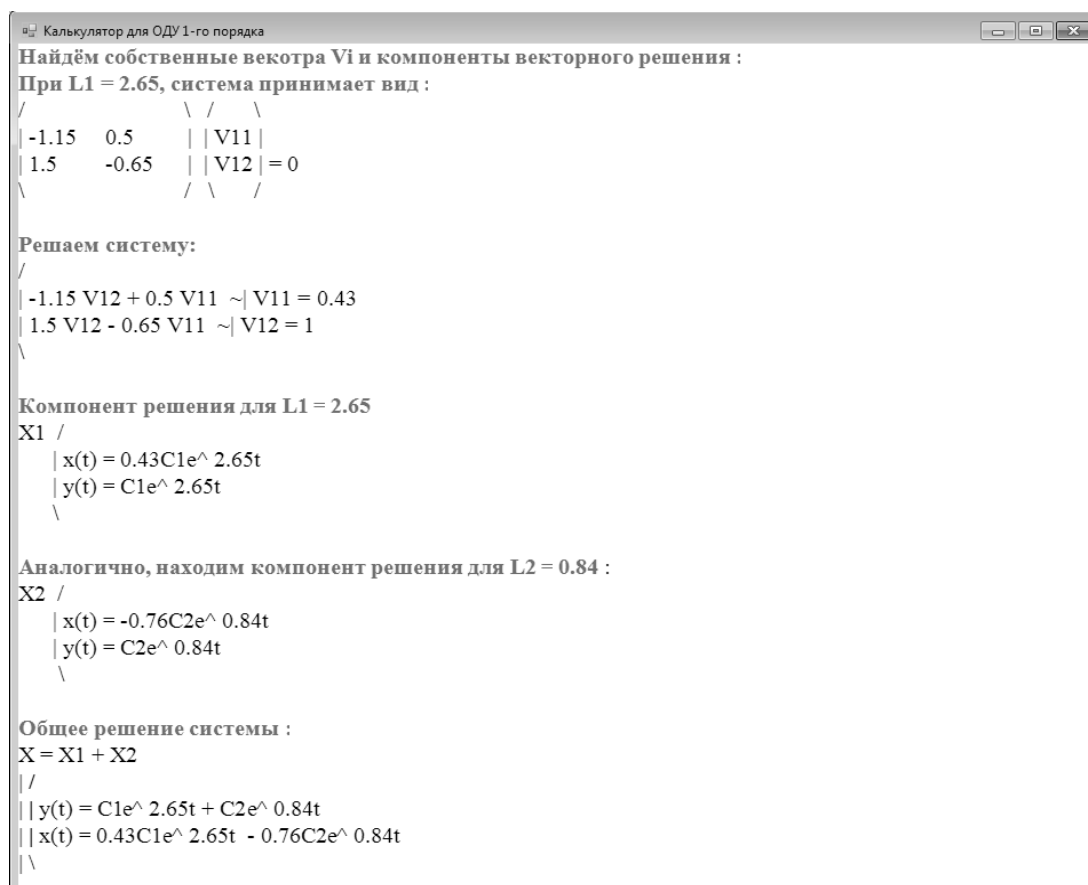 Калькулятор для ОДУ 1-го порядка
Найдём собственные векотра Vi и компоненты векторного решения :
При L1 = 2.65, система принимает вид :
/ \ / \
| -1.15 0.5 | | V11 |
| 1.5 -0.65 | | V12 | = 0
\ / \ /
Решаем систему:
/
| -1.15 V12 + 0.5 V11 ~| V11 = 0.43
| 1.5 V12 - 0.65 V11 ~| V12 = 1
\
Компонент решения для L1 = 2.65
X1 /
| x(t) = 0.43C1e^ 2.65t
| y(t) = C1e^ 2.65t
\
Аналогично, находим компонент решения для L2 = 0.84 :
X2 /
| x(t) = -0.76C2e^ 0.84t
| y(t) = C2e^ 0.84t
\
Общее решение системы :
X = X1 + X2
| /
| | y(t) = C1e^ 2.65t + C2e^ 0.84t
| | x(t) = 0.43C1e^ 2.65t - 0.76C2e^ 0.84t
| \